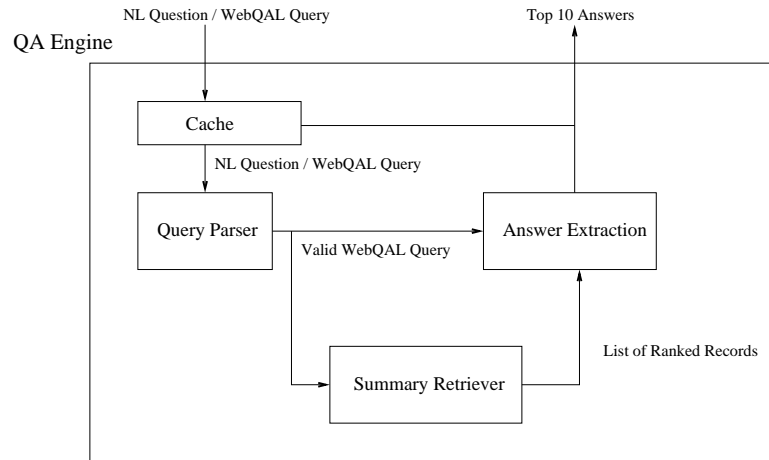 NL Question / WebQAL Query
Top 10 Answers
QA Engine
Cache
NL Question / WebQAL Query
Query Parser
Answer Extraction
Valid WebQAL Query
List of Ranked Records
Summary Retriever